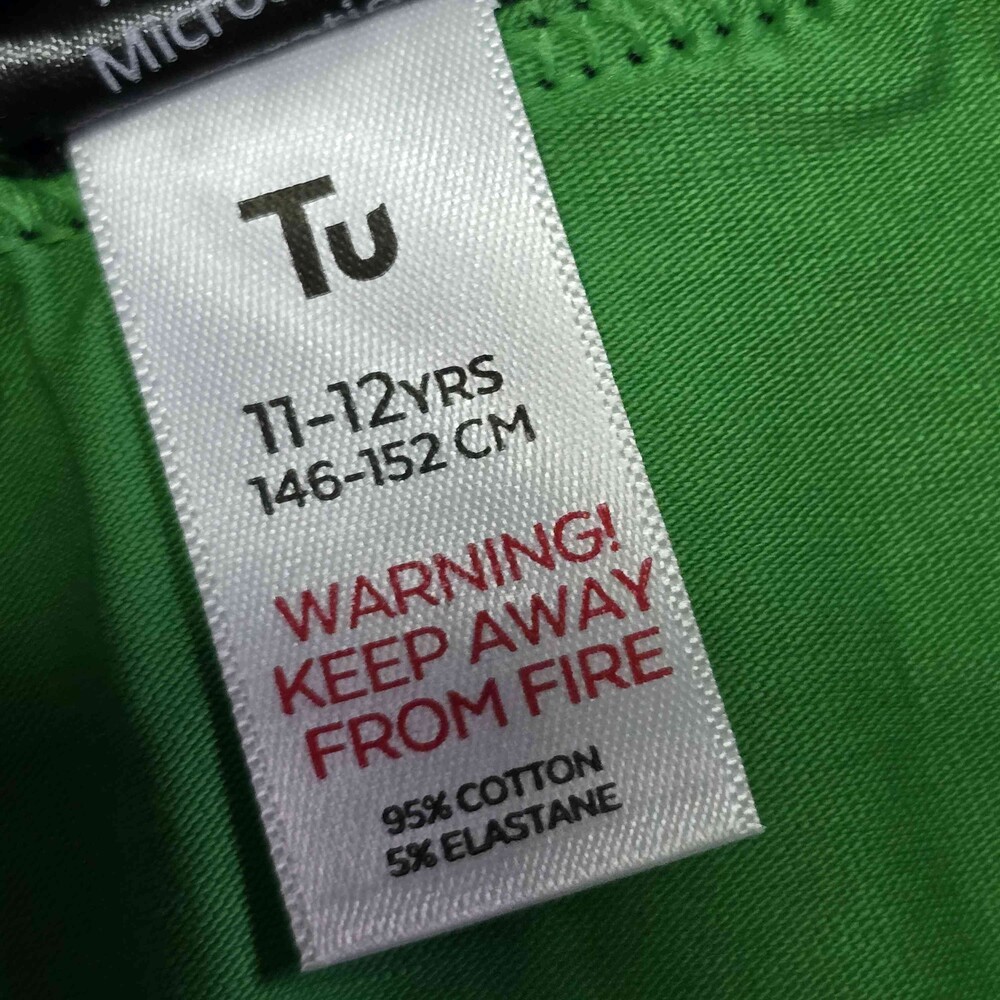 Tu
11-12YRS
146-152 CM
WARNING!
KEEP AWAY
FROM FIRE
95% COTTON
5% ELASTANE